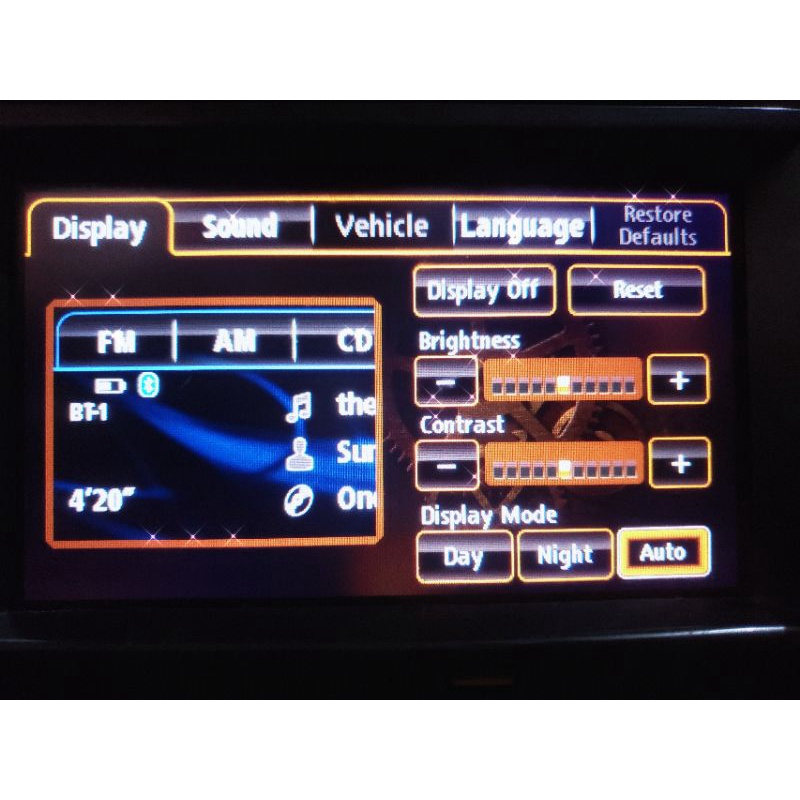 Display Sound Vehicle Language Restore Defaults
Display Off Reset
FM AM CD
Brightness
- +
BT-1
the
Contrast
Sur
- +
4'20"
Display Mode
Day Night Auto